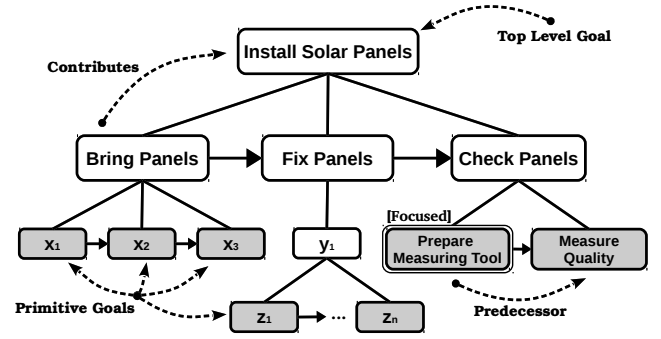 Top Level Goal
Install Solar Panels
Contributes
Bring Panels
Fix Panels
Check Panels
[Focused]
x1
x2
x3
y1
Prepare
Measuring Tool
Measure
Quality
Primitive Goals
z1
...
zn
Predecessor